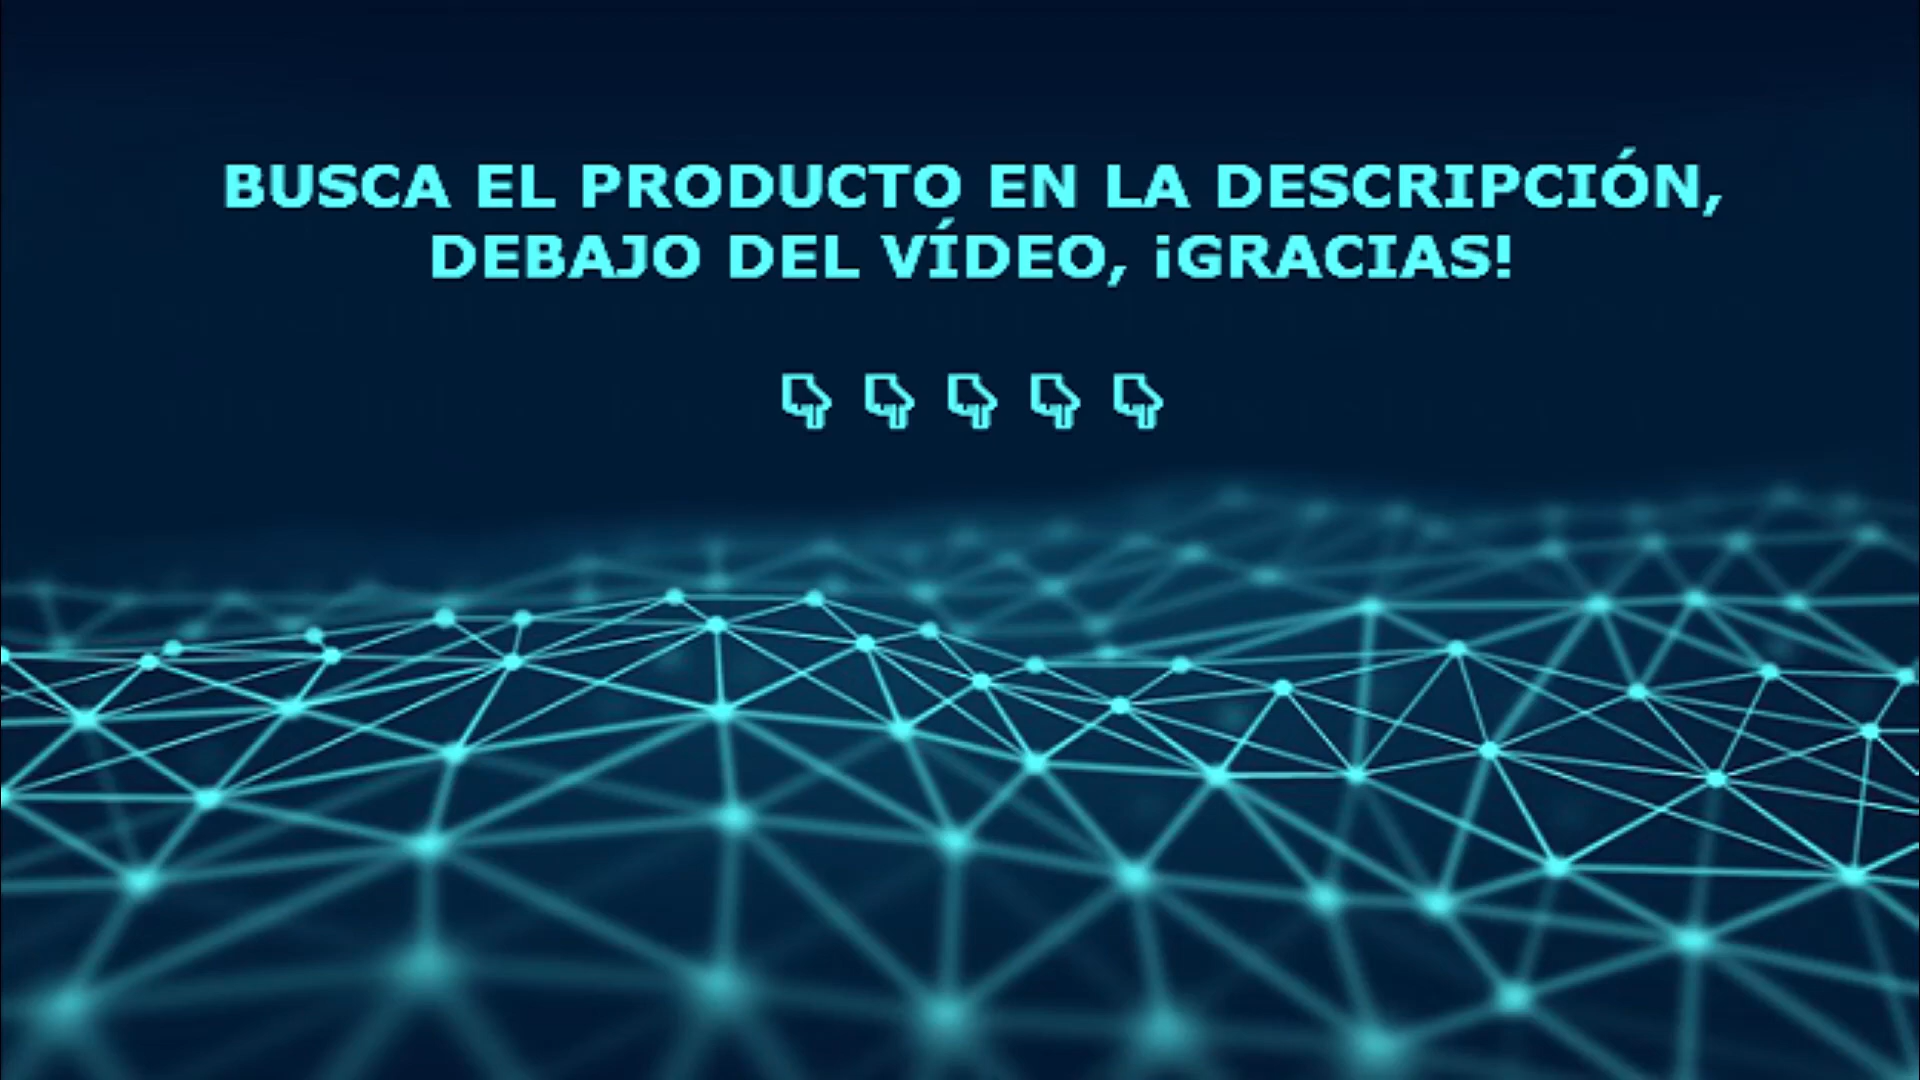 BUSCA EL PRODUCTO EN LA DESCRIPCIÓN,
DEBAJO DEL VÍDEO, ¡GRACIAS!